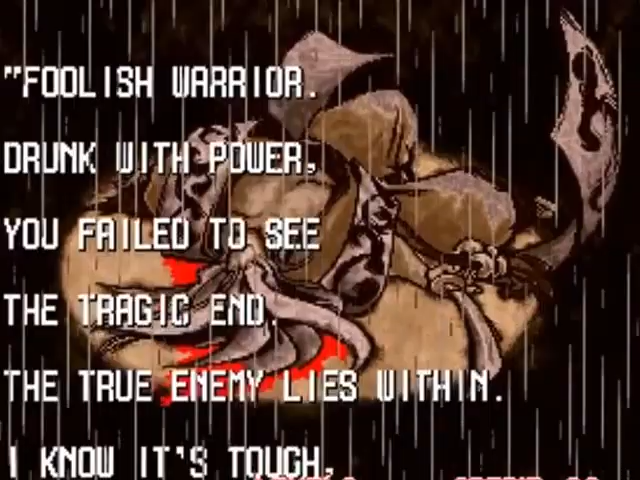 "FOOLISH WARRIOR.
DRUNK WITH POWER,
YOU FAILED TO SEE
THE TRAGIC END.
THE TRUE ENEMY LIES WITHIN.
I KNOW IT'S TOUGH,